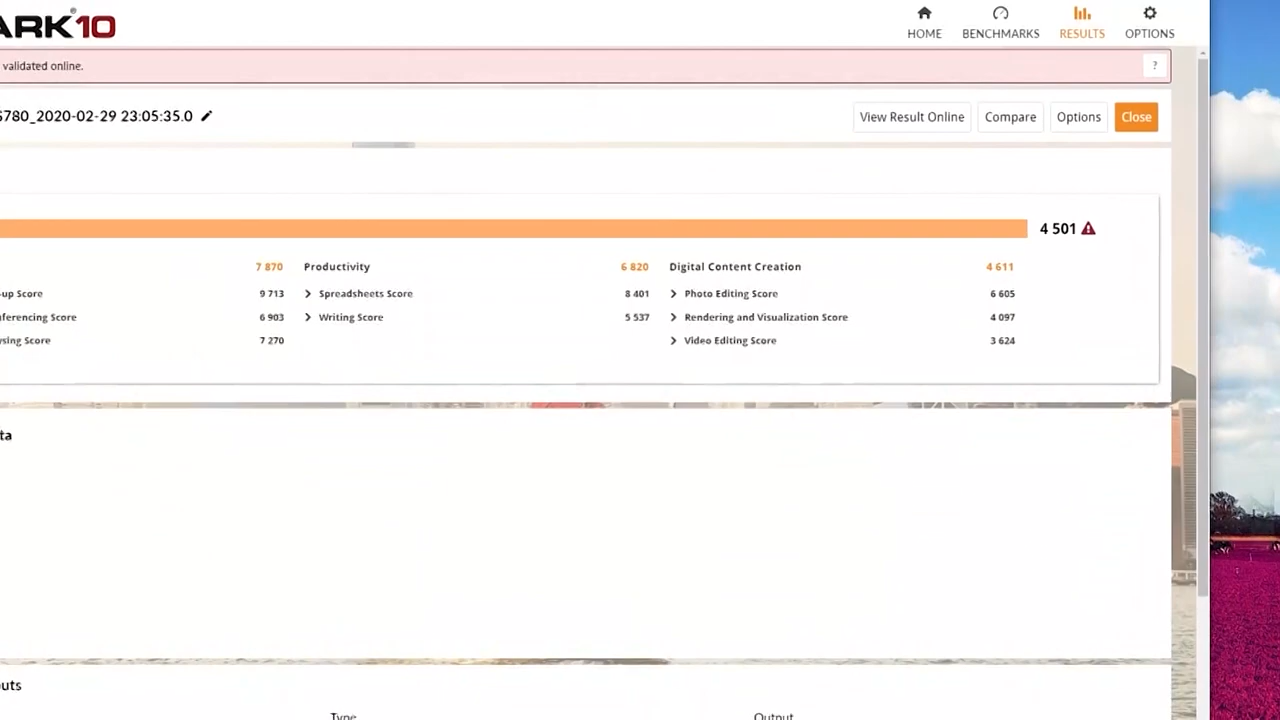 ARK®10
HOME BENCHMARKS RESULTS OPTIONS
validated online. ?
S780_2020-02-29 23:05:35.0
View Result Online Compare Options Close
4 501
7 870 Productivity 6 820 Digital Content Creation 4 611
-up Score 9 713 Spreadsheets Score 8 401 Photo Editing Score 6 605
ferencing Score 6 903 Writing Score 5 537 Rendering and Visualization Score 4 097
sing Score 7 270 Video Editing Score 3 624
ta
uts
Type Output